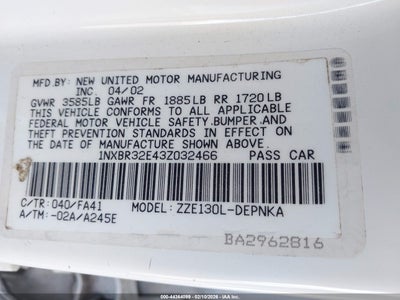 MFD.BY: NEW UNITED MOTOR MANUFACTURING
INC. 04/02
GVWR 3585LB GAWR FR 1885LB RR 1720LB
THIS VEHICLE CONFORMS TO ALL APPLICABLE
FEDERAL MOTOR VEHICLE SAFETY,BUMPER,AND
THEFT PREVENTION STANDARDS IN EFFECT ON
THE DATE OF MANUFACTURE SHOWN ABOVE.
1NXBR32E43Z032466 PASS CAR
C/TR: 040/FA41 MODEL: ZZE130L-DEPNKA
A/TM: -02A/A245E
BA2962816
000-44364099 - 02/10/2026 - IAAI